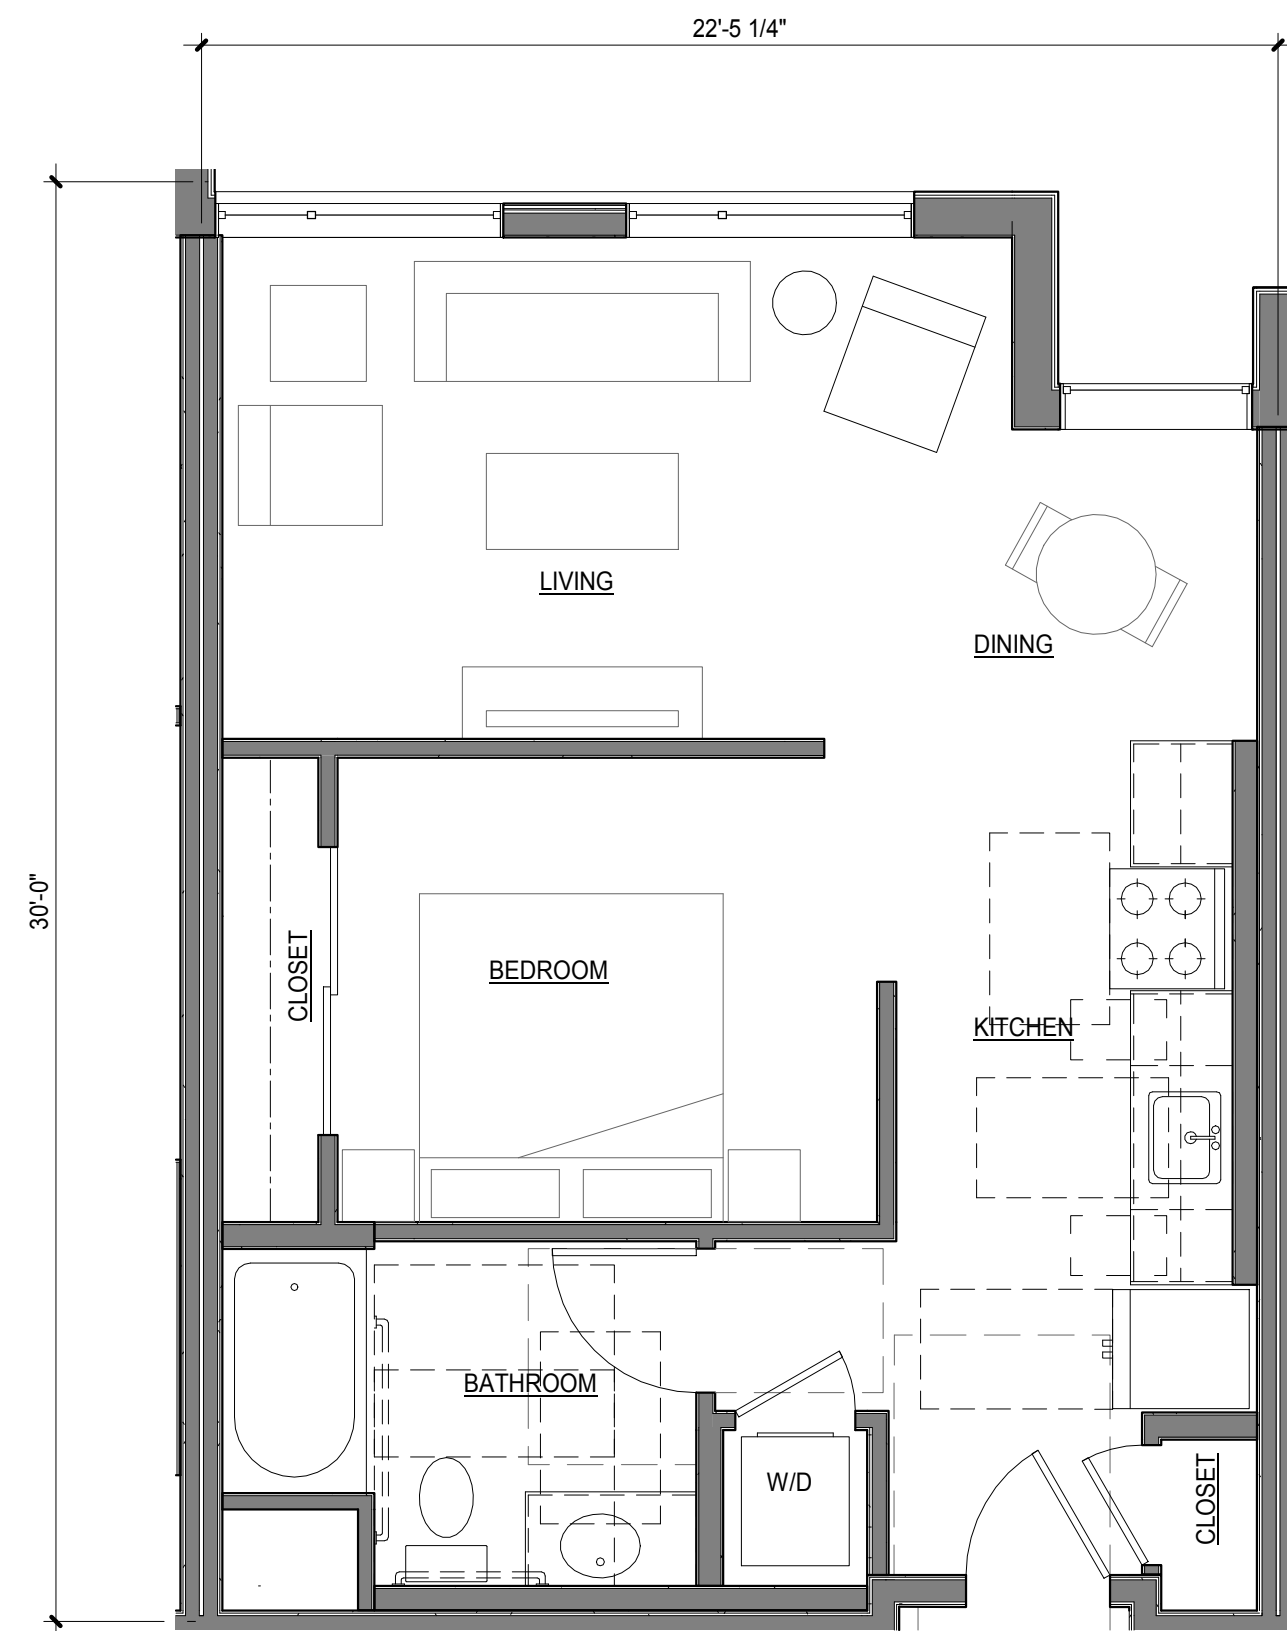 22'-5 1/4"
30'-0"
LIVING
DINING
CLOSET
BEDROOM
KITCHEN
BATHROOM
W/D
CLOSET